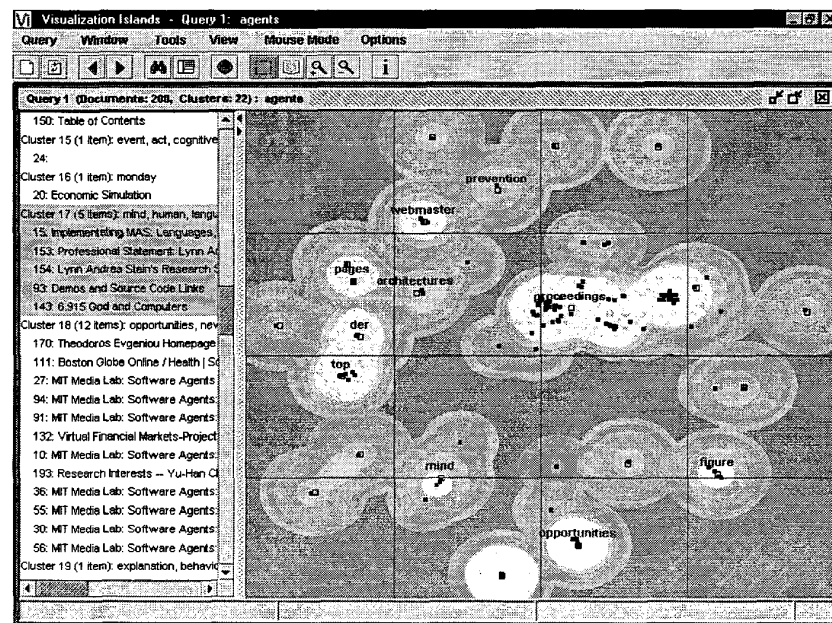 Vi Visualization Islands - Query 1: agents
Query Window Tools View Mouse Mode Options
Query 1 (Documents: 200, Clusters: 22) : agents
150: Table of Contents
Cluster 15 (1 item): event, act, cognitive
24:
Cluster 16 (1 item): monday
20: Economic Simulation
Cluster 17 (5 items): mind, human, langu
15: Implementating MAS: Languages,
153: Professional Statement: Lynn A
154: Lynn Andrea Stein's Research S
93: Demos and Source Code Links
143: 6.915 God and Computers
Cluster 18 (12 items): opportunities, nev
170: Theodoros Evgeniou Homepage
111: Boston Globe Online / Health | Sc
27: MIT Media Lab: Software Agents:
94: MIT Media Lab: Software Agents:
91: MIT Media Lab: Software Agents:
132: Virtual Financial Markets-Project
10: MIT Media Lab: Software Agents:
193: Research Interests -- Yu-Han C
36: MIT Media Lab: Software Agents:
55: MIT Media Lab: Software Agents:
30: MIT Media Lab: Software Agents:
56: MIT Media Lab: Software Agents:
Cluster 19 (1 item): explanation, behavio
prevention
webmaster
pages
architectures
proceedings
der
top
mind
figure
opportunities